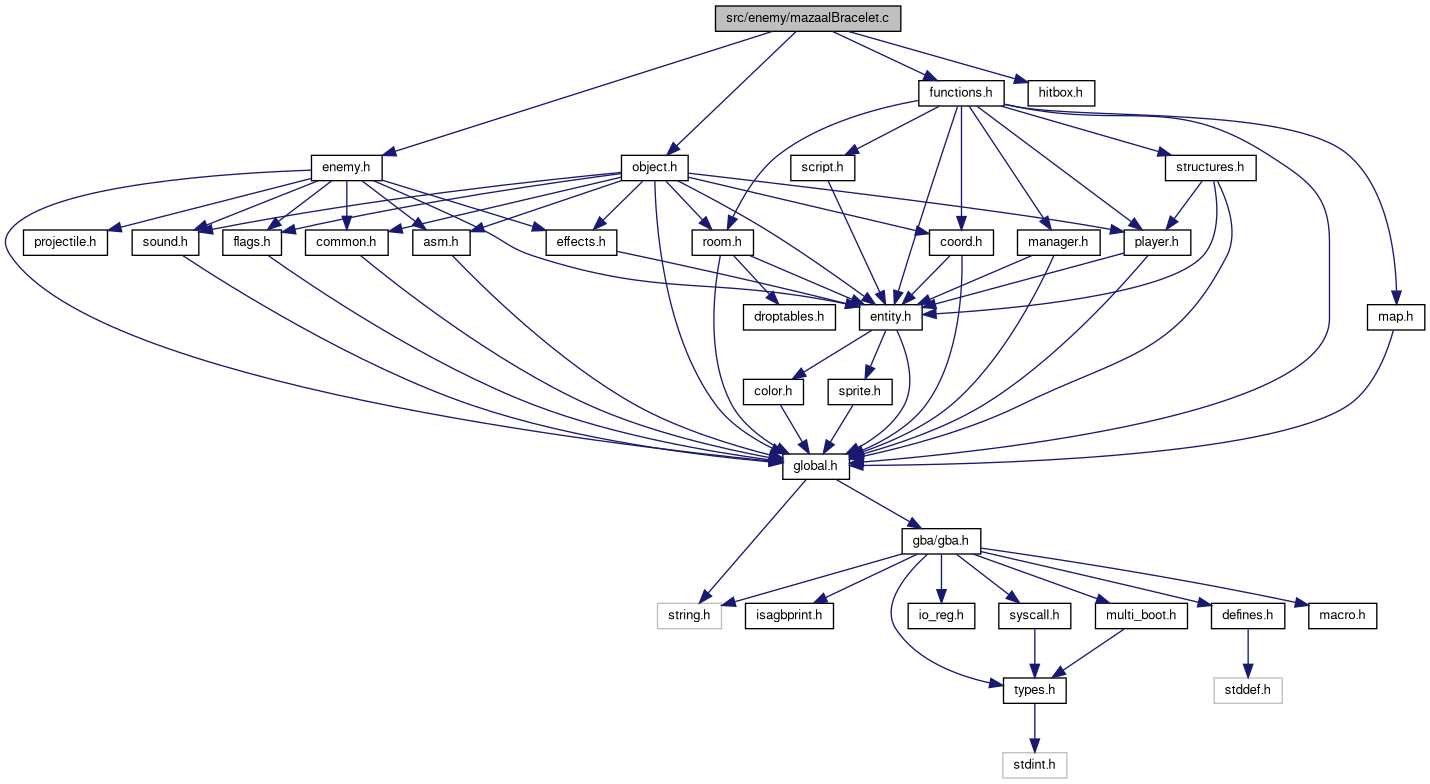 src/enemy/mazaalBracelet.c
functions.h
hitbox.h
enemy.h
object.h
script.h
structures.h
projectile.h
sound.h
flags.h
common.h
asm.h
effects.h
room.h
coord.h
manager.h
player.h
droptables.h
entity.h
map.h
color.h
sprite.h
global.h
gba/gba.h
string.h
isagbprint.h
io_reg.h
syscall.h
multi_boot.h
defines.h
macro.h
types.h
stddef.h
stdint.h